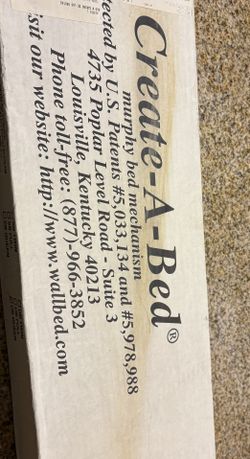 Create-A-Bed®
murphy bed mechanism
tected by U.S. Patents #5,033,134 and #5,978,988
4735 Poplar Level Road - Suite 3
Louisville, Kentucky 40213
Phone toll-free: (877)-966-3852
isit our website: http://www.wallbed.com